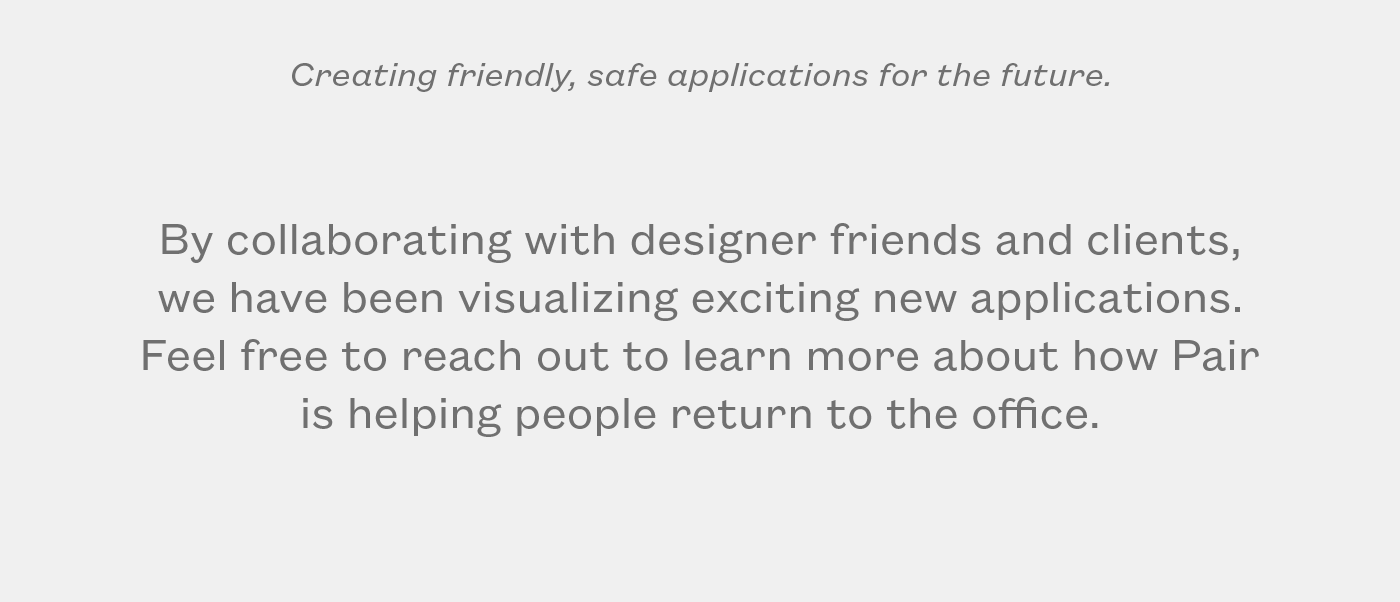 Creating friendly, safe applications for the future.
By collaborating with designer friends and clients,
we have been visualizing exciting new applications.
Feel free to reach out to learn more about how Pair
is helping people return to the office.